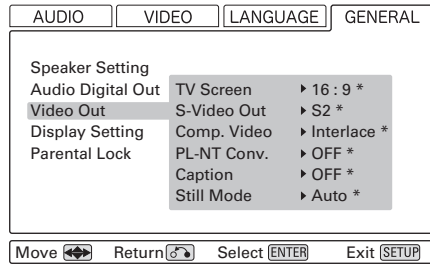 AUDIO VIDEO LANGUAGE GENERAL
Speaker Setting
Audio Digital Out TV Screen 16 : 9 *
Video Out S-Video Out S2 *
Display Setting Comp. Video Interlace *
Parental Lock PL-NT Conv. OFF *
Caption OFF *
Still Mode Auto *
Move Return Select ENTER Exit SETUP